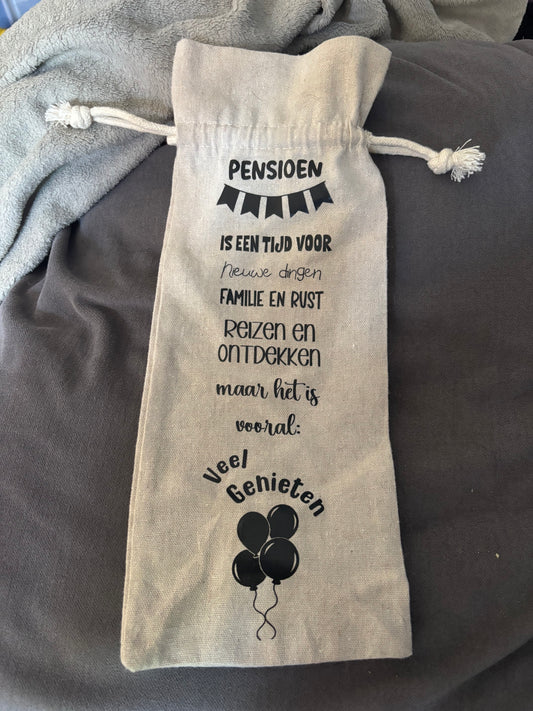 PENSIOEN
IS EEN TIJD VOOR
nieuwe dingen
FAMILIE EN RUST
REIZEN EN
ONTDEKKEN
maar het is
vooral:
Veel
Genieten